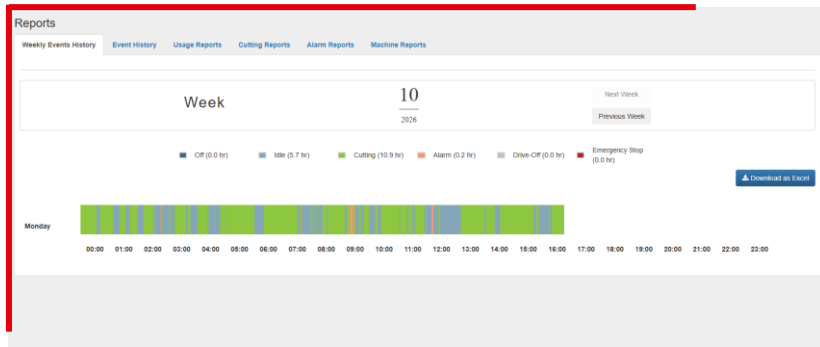 Reports
Weekly Events History Event History Usage Reports Cutting Reports Alarm Reports Machine Reports
Week
10
2026
Next Week
Previous Week
Off (0.0 hr) Idle (5.7 hr) Cutting (10.9 hr) Alarm (0.2 hr) Drive-Off (0.0 hr) Emergency Stop
(0.0 hr)
Download as Excel
Monday
00:00 01:00 02:00 03:00 04:00 05:00 06:00 07:00 08:00 09:00 10:00 11:00 12:00 13:00 14:00 15:00 16:00 17:00 18:00 19:00 20:00 21:00 22:00 23:00